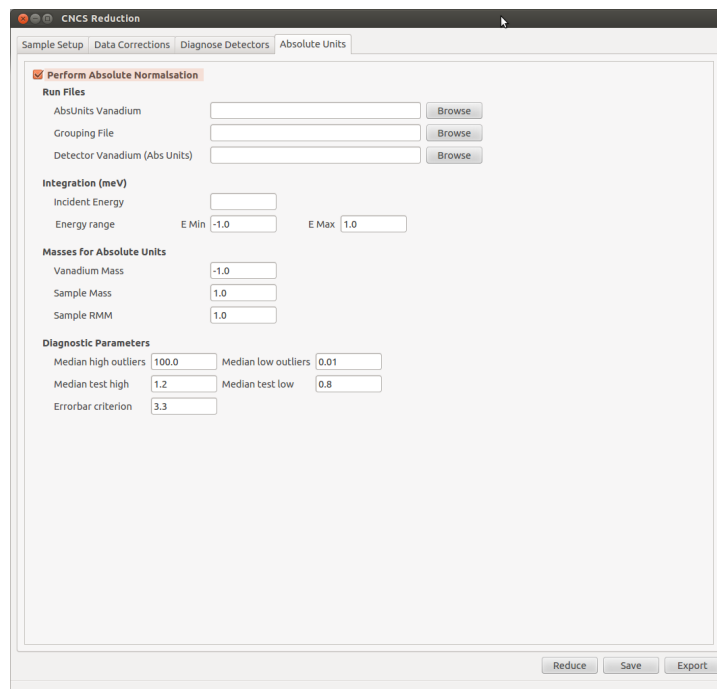 CNCS Reduction
Sample Setup Data Corrections Diagnose Detectors Absolute Units
Perform Absolute Normalsation
Run Files
AbsUnits Vanadium Browse
Grouping File Browse
Detector Vanadium (Abs Units) Browse
Integration (meV)
Incident Energy
Energy range E Min -1.0 E Max 1.0
Masses for Absolute Units
Vanadium Mass -1.0
Sample Mass 1.0
Sample RMM 1.0
Diagnostic Parameters
Median high outliers 100.0 Median low outliers 0.01
Median test high 1.2 Median test low 0.8
Errorbar criterion 3.3
Reduce Save Export